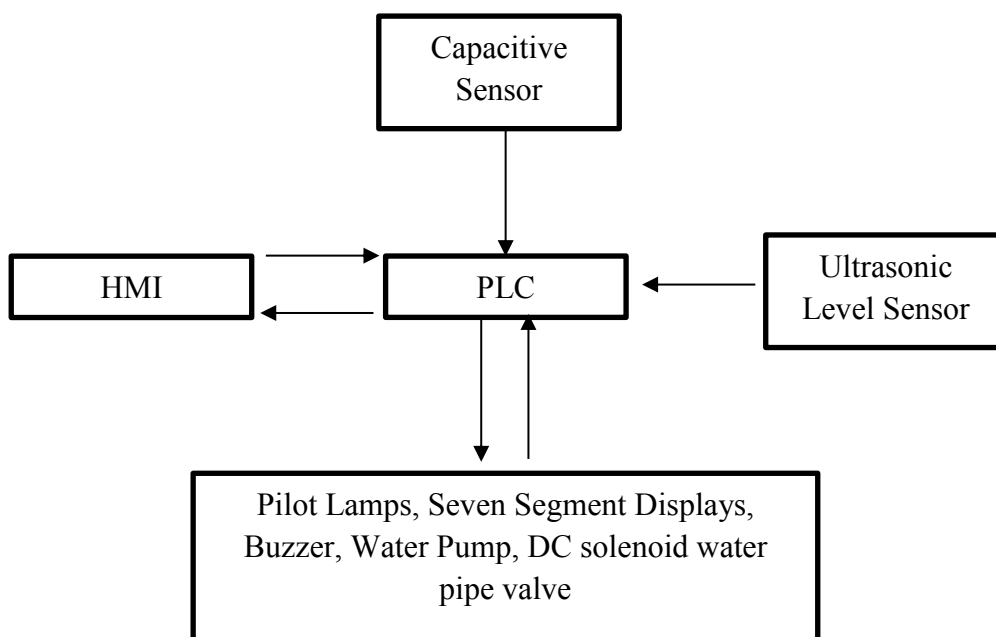 Capacitive
Sensor
HMI
PLC
Ultrasonic
Level Sensor
Pilot Lamps, Seven Segment Displays,
Buzzer, Water Pump, DC solenoid water
pipe valve